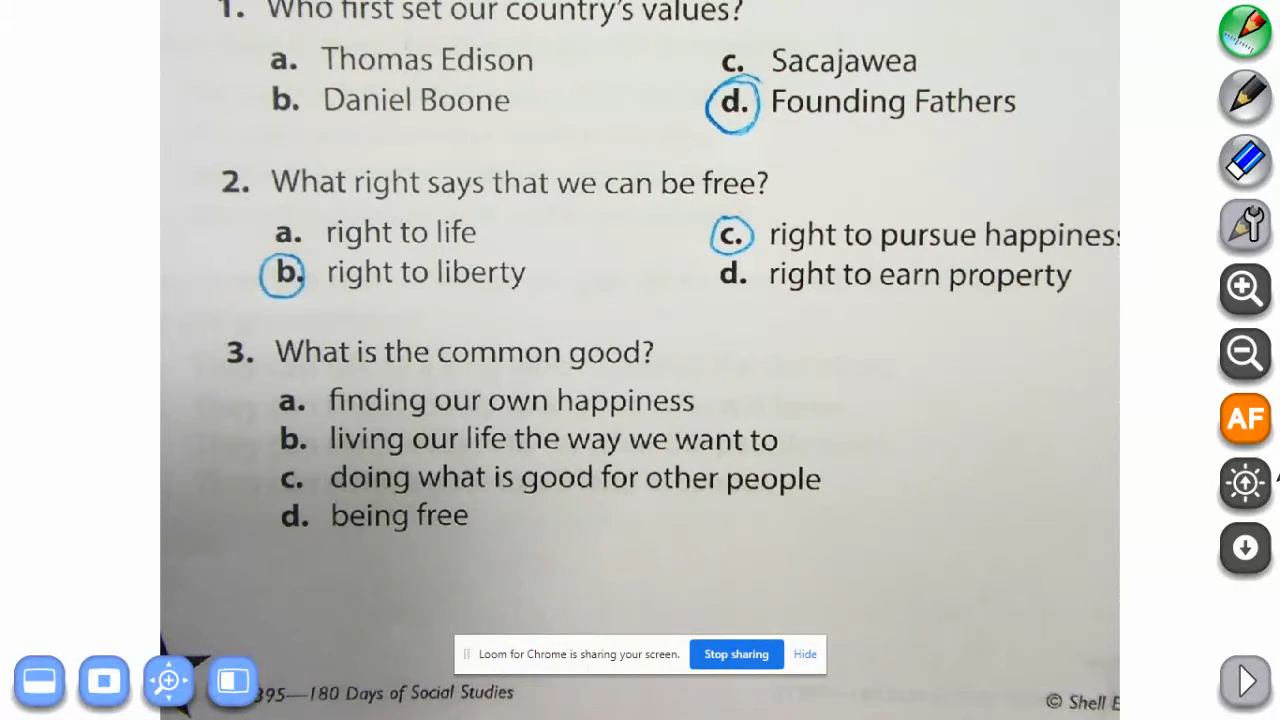 1. Who first set our country's values?
a. Thomas Edison
b. Daniel Boone
c. Sacajawea
d. Founding Fathers
2. What right says that we can be free?
a. right to life
b. right to liberty
c. right to pursue happiness
d. right to earn property
3. What is the common good?
a. finding our own happiness
b. living our life the way we want to
c. doing what is good for other people
d. being free
AF
Loom for Chrome is sharing your screen. Stop sharing Hide
395—180 Days of Social Studies
© Shell E